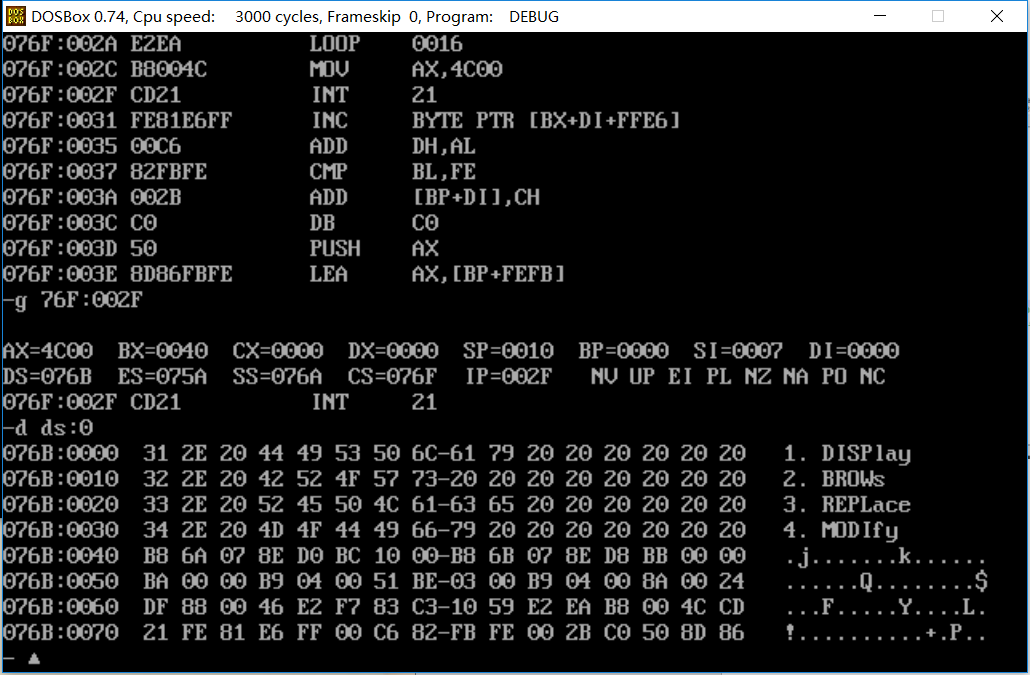 DOS BOX DOSBox 0.74, Cpu speed:     3000 cycles, Frameskip  0, Program:    DEBUG
076F:002A E2EA          LOOP    0016
076F:002C B8004C        MOV     AX,4C00
076F:002F CD21          INT     21
076F:0031 FE81E6FF      INC     BYTE PTR [BX+DI+FFE6]
076F:0035 00C6          ADD     DH,AL
076F:0037 82FBFE        CMP     BL,FE
076F:003A 002B          ADD     [BP+DI],CH
076F:003C C0            DB      C0
076F:003D 50            PUSH    AX
076F:003E 8D86FBFE      LEA     AX,[BP+FEFB]
-g 76F:002F
AX=4C00  BX=0040  CX=0000  DX=0000  SP=0010  BP=0000  SI=0007  DI=0000
DS=076B  ES=075A  SS=076A  CS=076F  IP=002F   NV UP EI PL NZ NA PO NC
076F:002F CD21          INT     21
-d ds:0
076B:0000  31 2E 20 44 49 53 50 6C-61 79 20 20 20 20 20 20   1. DISPlay
076B:0010  32 2E 20 42 52 4F 57 73-20 20 20 20 20 20 20 20   2. BROWs
076B:0020  33 2E 20 52 45 50 4C 61-63 65 20 20 20 20 20 20   3. REPLace
076B:0030  34 2E 20 4D 4F 44 49 66-79 20 20 20 20 20 20 20   4. MODIfy
076B:0040  B8 6A 07 8E D0 BC 10 00-B8 6B 07 8E D8 BB 00 00   .j.......k......
076B:0050  BA 00 00 B9 04 00 51 BE-03 00 B9 04 00 8A 00 24   ......Q........$
076B:0060  DF 88 00 46 E2 F7 83 C3-10 59 E2 EA B8 00 4C CD   ...F.....Y....L.
076B:0070  21 FE 81 E6 FF 00 C6 82-FB FE 00 2B C0 50 8D 86   !..........+.P..
-